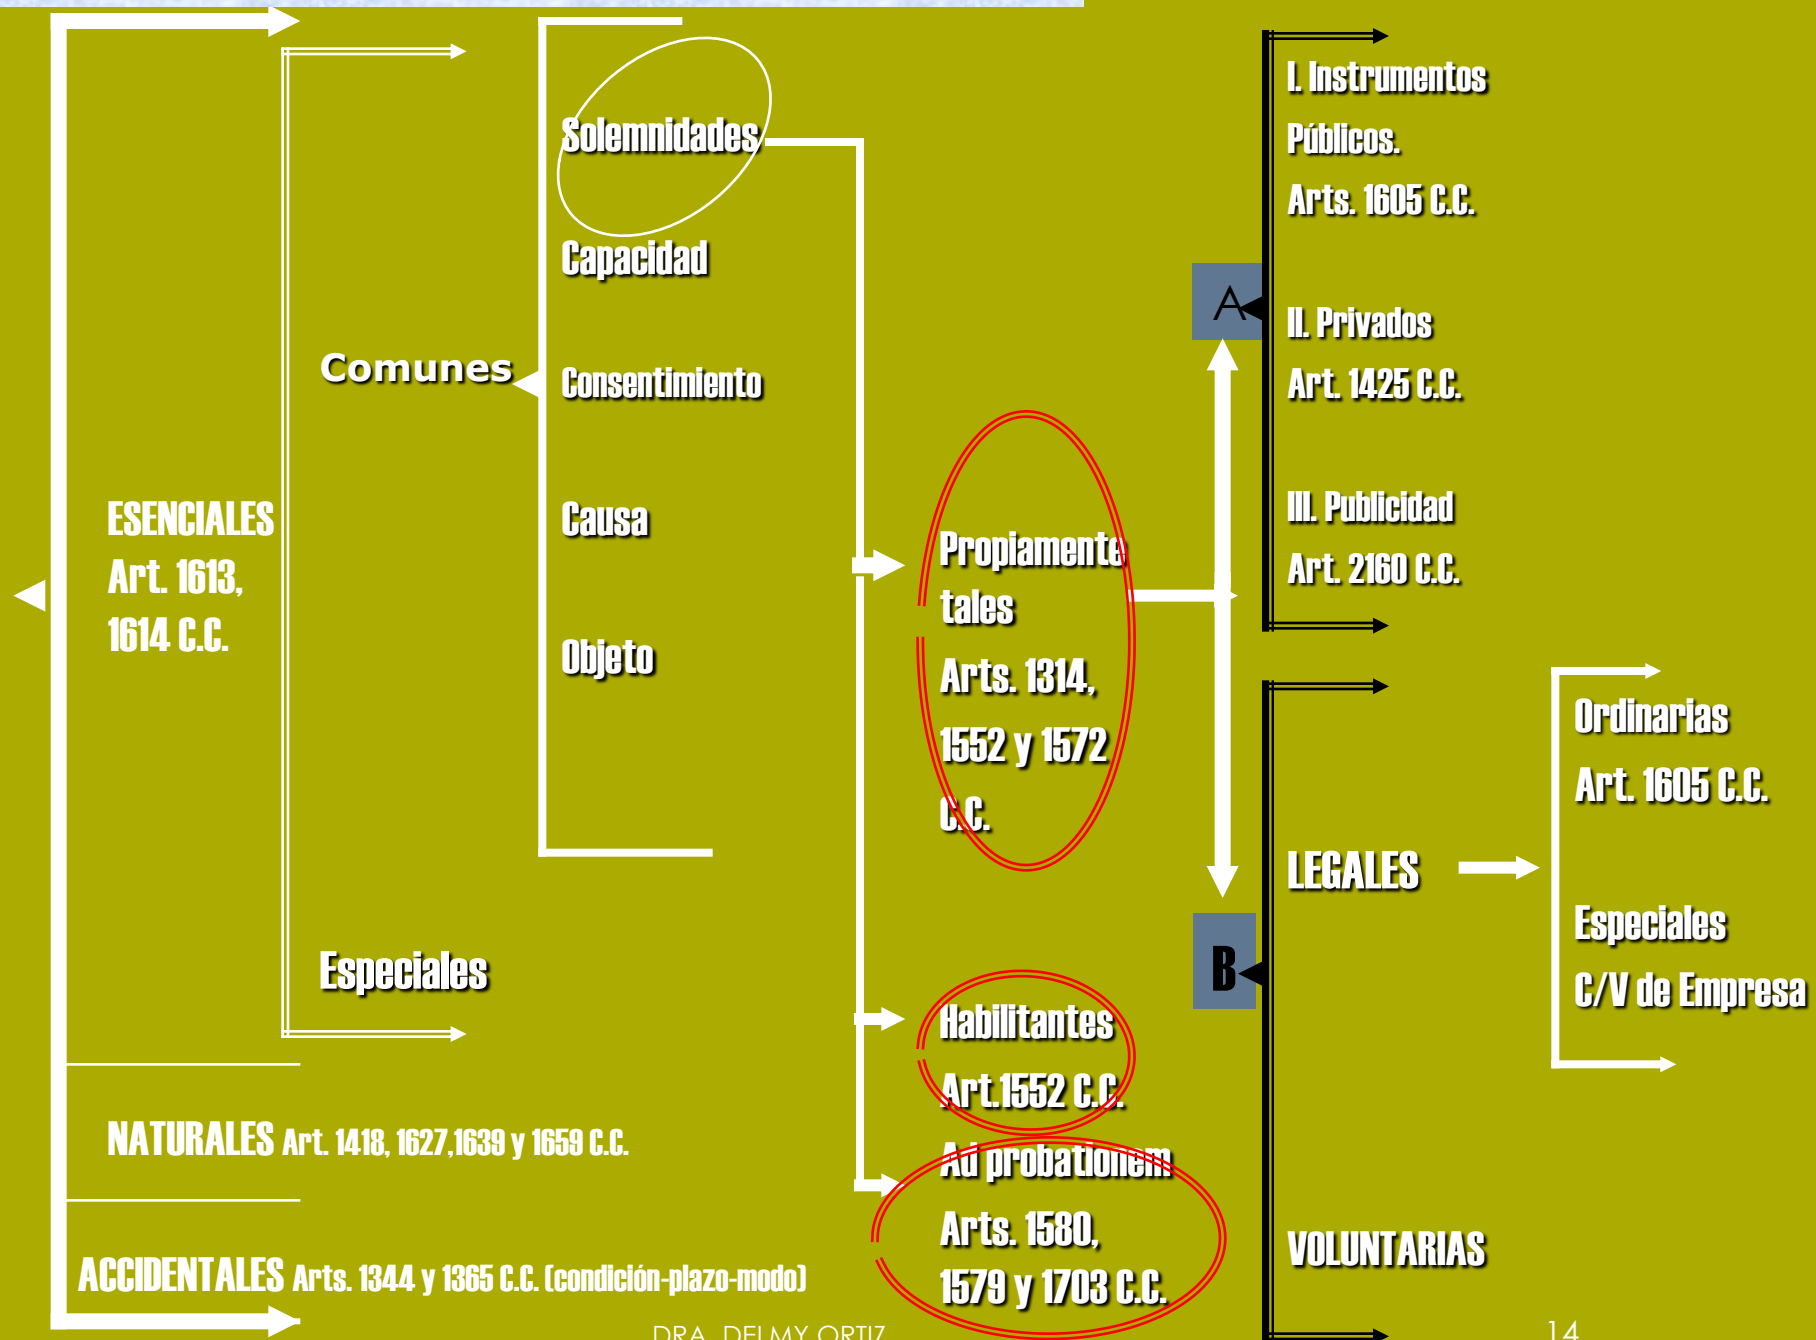 ESENCIALES
Art. 1613,
1614 C.C.
NATURALES Art. 1418, 1627,1639 y 1659 C.C.
ACCIDENTALES Arts. 1344 y 1365 C.C. (condición-plazo-modo)
Comunes
Especiales
Solemnidades
Capacidad
Consentimiento
Causa
Objeto
Propiamente
tales
Arts. 1314,
1552 y 1572
C.C.
Habilitantes
Art.1552 C.C.
Ad probationem
Arts. 1580,
1579 y 1703 C.C.
A
I. Instrumentos
Públicos.
Arts. 1605 C.C.
II. Privados
Art. 1425 C.C.
III. Publicidad
Art. 2160 C.C.
B
LEGALES
VOLUNTARIAS
Ordinarias
Art. 1605 C.C.
Especiales
C/V de Empresa
DRA. DELMY ORTIZ
14